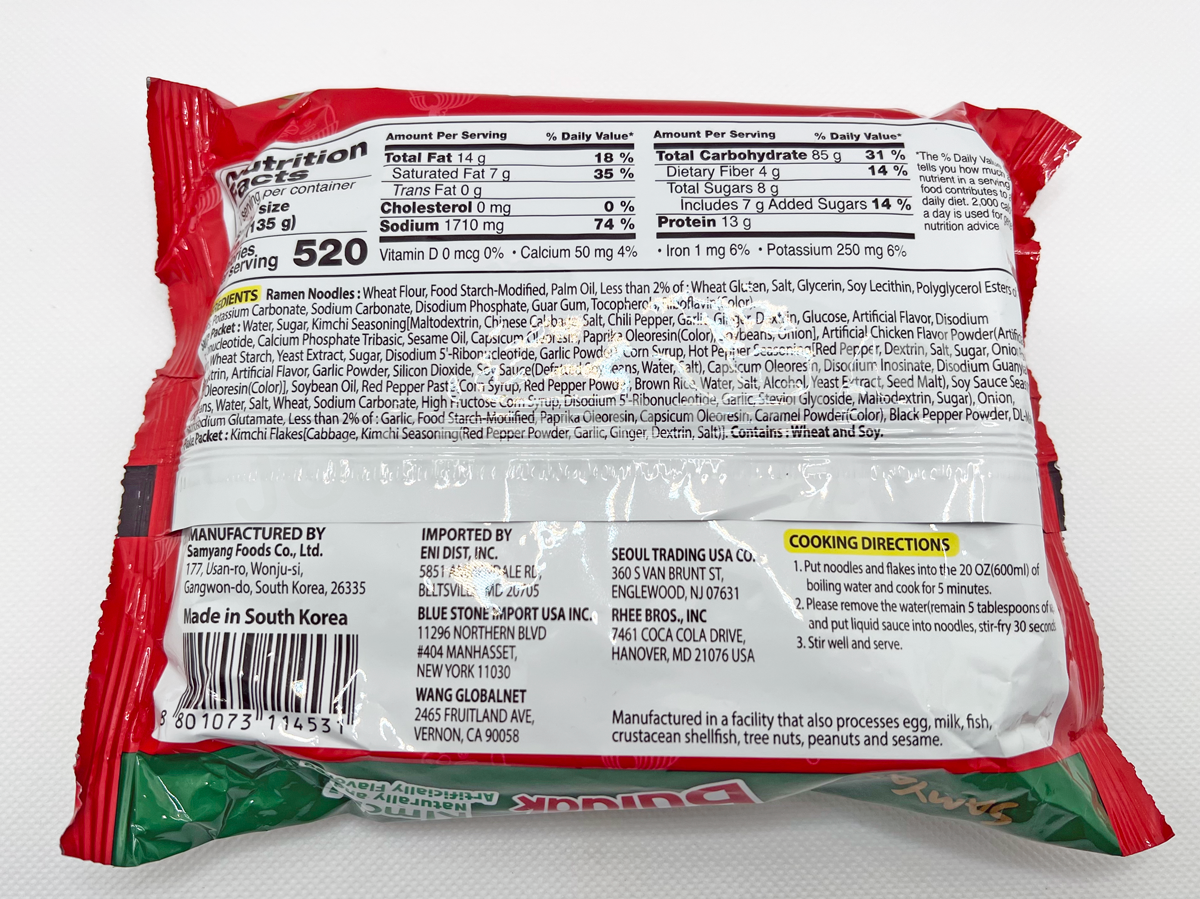 Nutrition
Facts
serving per container
size
(135 g)
serving
520
Amount Per Serving % Daily Value*
Total Fat 14 g 18 %
Saturated Fat 7 g 35 %
Trans Fat 0 g
Cholesterol 0 mg 0 %
Sodium 1710 mg 74 %
Vitamin D 0 mcg 0% • Calcium 50 mg 4%
Amount Per Serving % Daily Value*
Total Carbohydrate 85 g 31 %
Dietary Fiber 4 g 14 %
Total Sugars 8 g
Includes 7 g Added Sugars 14 %
Protein 13 g
• Iron 1 mg 6% • Potassium 250 mg 6%
*The % Daily
tells you how much
nutrient in a serving
food contributes to
daily diet. 2,000
a day is used for
nutrition advice
Ramen Noodles : Wheat Flour, Food Starch-Modified, Palm Oil, Less than 2% of : Wheat Gluten, Salt, Glycerin, Soy Lecithin, Polyglycerol Esters
Potassium Carbonate, Sodium Carbonate, Disodium Phosphate, Guar Gum, Tocopherol,
Packet : Water, Sugar, Kimchi Seasoning[Maltodextrin, Chinese Cabbage, Salt, Chili Pepper, Garlic, Ginger, Dextrin, Glucose, Artificial Flavor, Disodium
Calcium Phosphate Tribasic, Sesame Oil, Capsicum Oleoresin, Paprika Oleoresin(Color), Soybeans, Onion], Artificial Chicken Flavor Powder(
Wheat Starch, Yeast Extract, Sugar, Disodium 5'-Ribonucleotide, Garlic Powder, Corn Syrup, Hot Pepper Seasoning[Red Pepper, Dextrin, Salt, Sugar,
Artificial Flavor, Garlic Powder, Silicon Dioxide, Soy Sauce(Defatted Soybeans, Water, Salt), Capsicum Oleoresin, Disodium Inosinate, Disodium
Oleoresin(Color)], Soybean Oil, Red Pepper Paste(Corn Syrup, Red Pepper Powder, Brown Rice, Water, Salt, Alcohol, Yeast Extract, Seed Malt), Soy Sauce
Water, Salt, Wheat, Sodium Carbonate, High Fructose Corn Syrup, Disodium 5'-Ribonucleotide, Garlic, Steviol Glycoside, Maltodextrin, Sugar), Onion,
Glutamate, Less than 2% of : Garlic, Food Starch-Modified, Paprika Oleoresin, Capsicum Oleoresin, Caramel Powder(Color), Black Pepper Powder,
Packet : Kimchi Flakes[Cabbage, Kimchi Seasoning(Red Pepper Powder, Garlic, Ginger, Dextrin, Salt)]. Contains : Wheat and Soy.
MANUFACTURED BY
Samyang Foods Co., Ltd.
177, Usan-ro, Wonju-si,
Gangwon-do, South Korea, 26335
Made in South Korea
8 801073 114531
IMPORTED BY
ENI DIST, INC.
5851 RD,
BELTSVILLE, MD 20705
BLUE STONE IMPORT USA INC.
11296 NORTHERN BLVD
#404 MANHASSET,
NEW YORK 11030
WANG GLOBALNET
2465 FRUITLAND AVE,
VERNON, CA 90058
SEOUL TRADING USA CO.
360 S VAN BRUNT ST,
ENGLEWOOD, NJ 07631
RHEE BROS., INC
7461 COCA COLA DRIVE,
HANOVER, MD 21076 USA
COOKING DIRECTIONS
1. Put noodles and flakes into the 20 OZ(600ml) of
boiling water and cook for 5 minutes.
2. Please remove the water(remain 5 tablespoons of
and put liquid sauce into noodles, stir-fry 30 seconds
3. Stir well and serve.
Manufactured in a facility that also processes egg, milk, fish,
crustacean shellfish, tree nuts, peanuts and sesame.
Buldak
Naturally and
Artificially